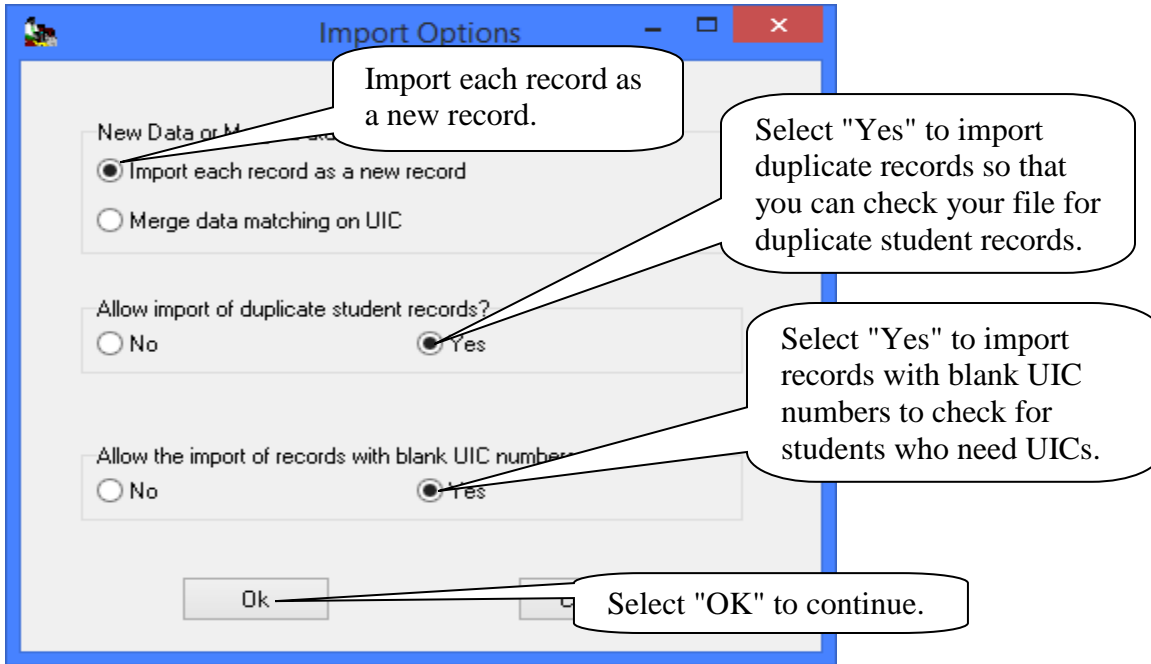 Import Options
Import each record as
a new record.
New Data or
Import each record as a new record
Merge data matching on UIC
Select "Yes" to import
duplicate records so that
you can check your file for
duplicate student records.
Allow import of duplicate student records?
No
Yes
Select "Yes" to import
records with blank UIC
numbers to check for
students who need UICs.
Allow the import of records with blank UIC numbers
No
Yes
Ok
Select "OK" to continue.